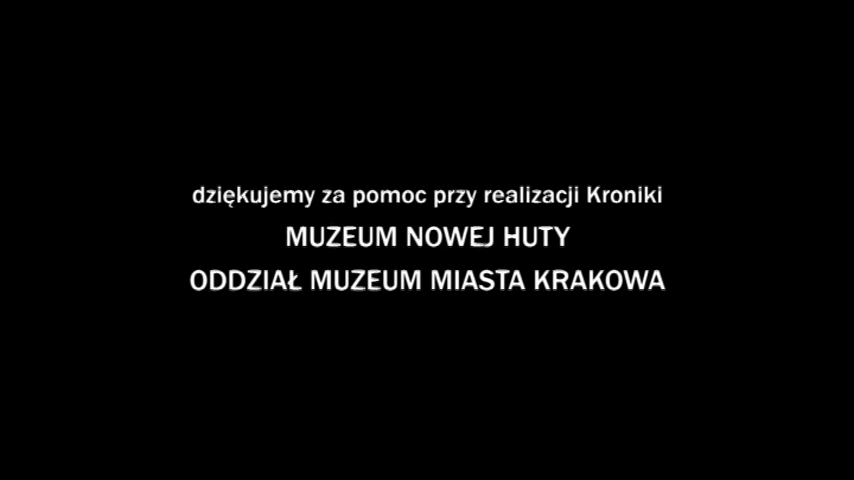 dziękujemy za pomoc przy realizacji Kroniki
MUZEUM NOWEJ HUTY
ODDZIAŁ MUZEUM MIASTA KRAKOWA